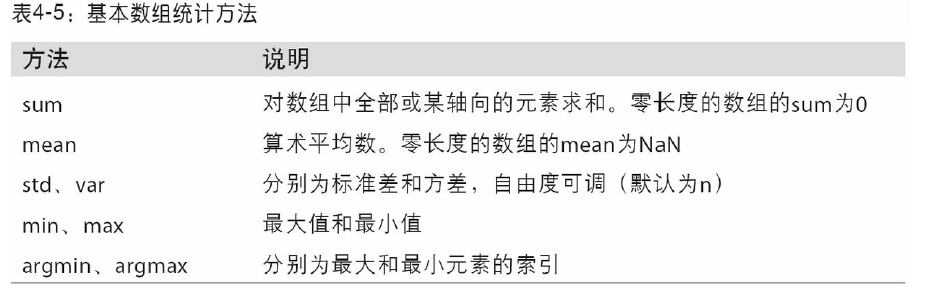 表4-5：基本数组统计方法
方法 说明
sum 对数组中全部或某轴向的元素求和。零长度的数组的sum为0
mean 算术平均数。零长度的数组的mean为NaN
std、var 分别为标准差和方差，自由度可调（默认为n）
min、max 最大值和最小值
argmin、argmax 分别为最大和最小元素的索引